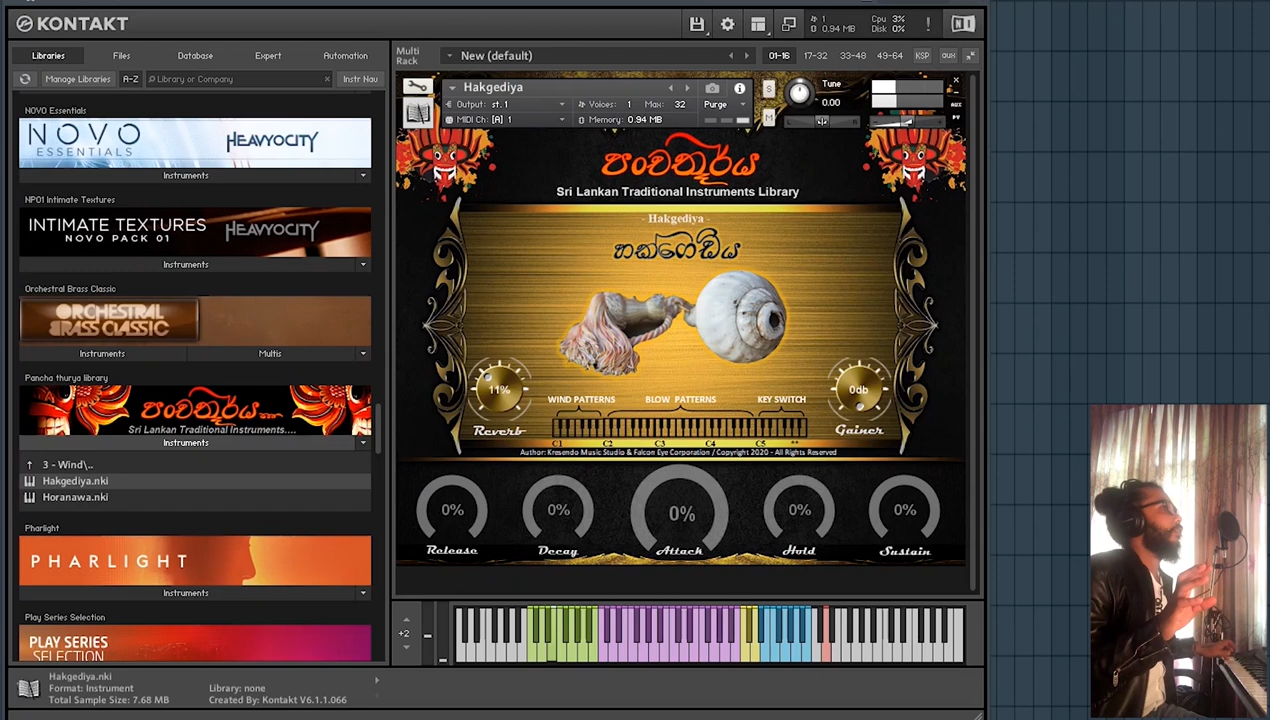 KONTAKT
1
0.94 MB
Cpu 3%
Disk 0%
Libraries
Files
Database
Expert
Automation
Multi
Rack
New (default)
01-16
17-32
33-48
49-64
KSP
AUX
Manage Libraries
A-Z
Library or Company
Instr Nav
NOVO Essentials
NOVO
ESSENTIALS
HEAVYOCITY
Instruments
NP01 Intimate Textures
INTIMATE TEXTURES
NOVO PACK 01
HEAVYOCITY
Instruments
Orchestral Brass Classic
ORCHESTRAL
BRASS CLASSIC
Instruments
Multis
Pancha thurya library
පංචතූර්ය
Sri Lankan Traditional Instruments....
Instruments
3 - Wind\..
Hakgediya.nki
Horanawa.nki
Pharlight
PHARLIGHT
Instruments
Play Series Selection
PLAY SERIES
SELECTION
Hakgediya
Output: st. 1
Voices: 1
Max: 32
Purge
MIDI Ch: [A] 1
Memory: 0.94 MB
S
M
Tune
0.00
AUX
PV
පංචතූර්ය
Sri Lankan Traditional Instruments Library
- Hakgediya -
හක්ගෙඩිය
11%
Reverb
WIND PATTERNS
BLOW PATTERNS
KEY SWITCH
C1
C2
C3
C4
C5
0db
Gainer
Author: Kresendo Music Studio & Falcon Eye Corporation / Copyright 2020 - All Rights Reserved
0%
0%
0%
0%
0%
Release
Decay
Attack
Hold
Sustain
+2
Hakgediya.nki
Format: Instrument
Total Sample Size: 7.68 MB
Library: none
Created By: Kontakt V6.1.1.066